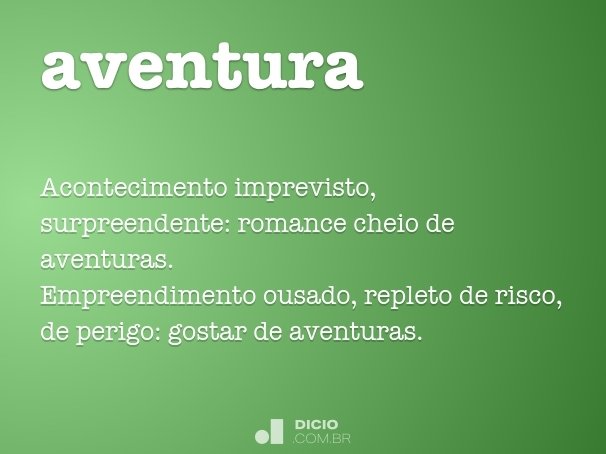 aventura
Acontecimento imprevisto,
surpreendente: romance cheio de
aventuras.
Empreendimento ousado, repleto de risco,
de perigo: gostar de aventuras.
DICIO
.COM.BR